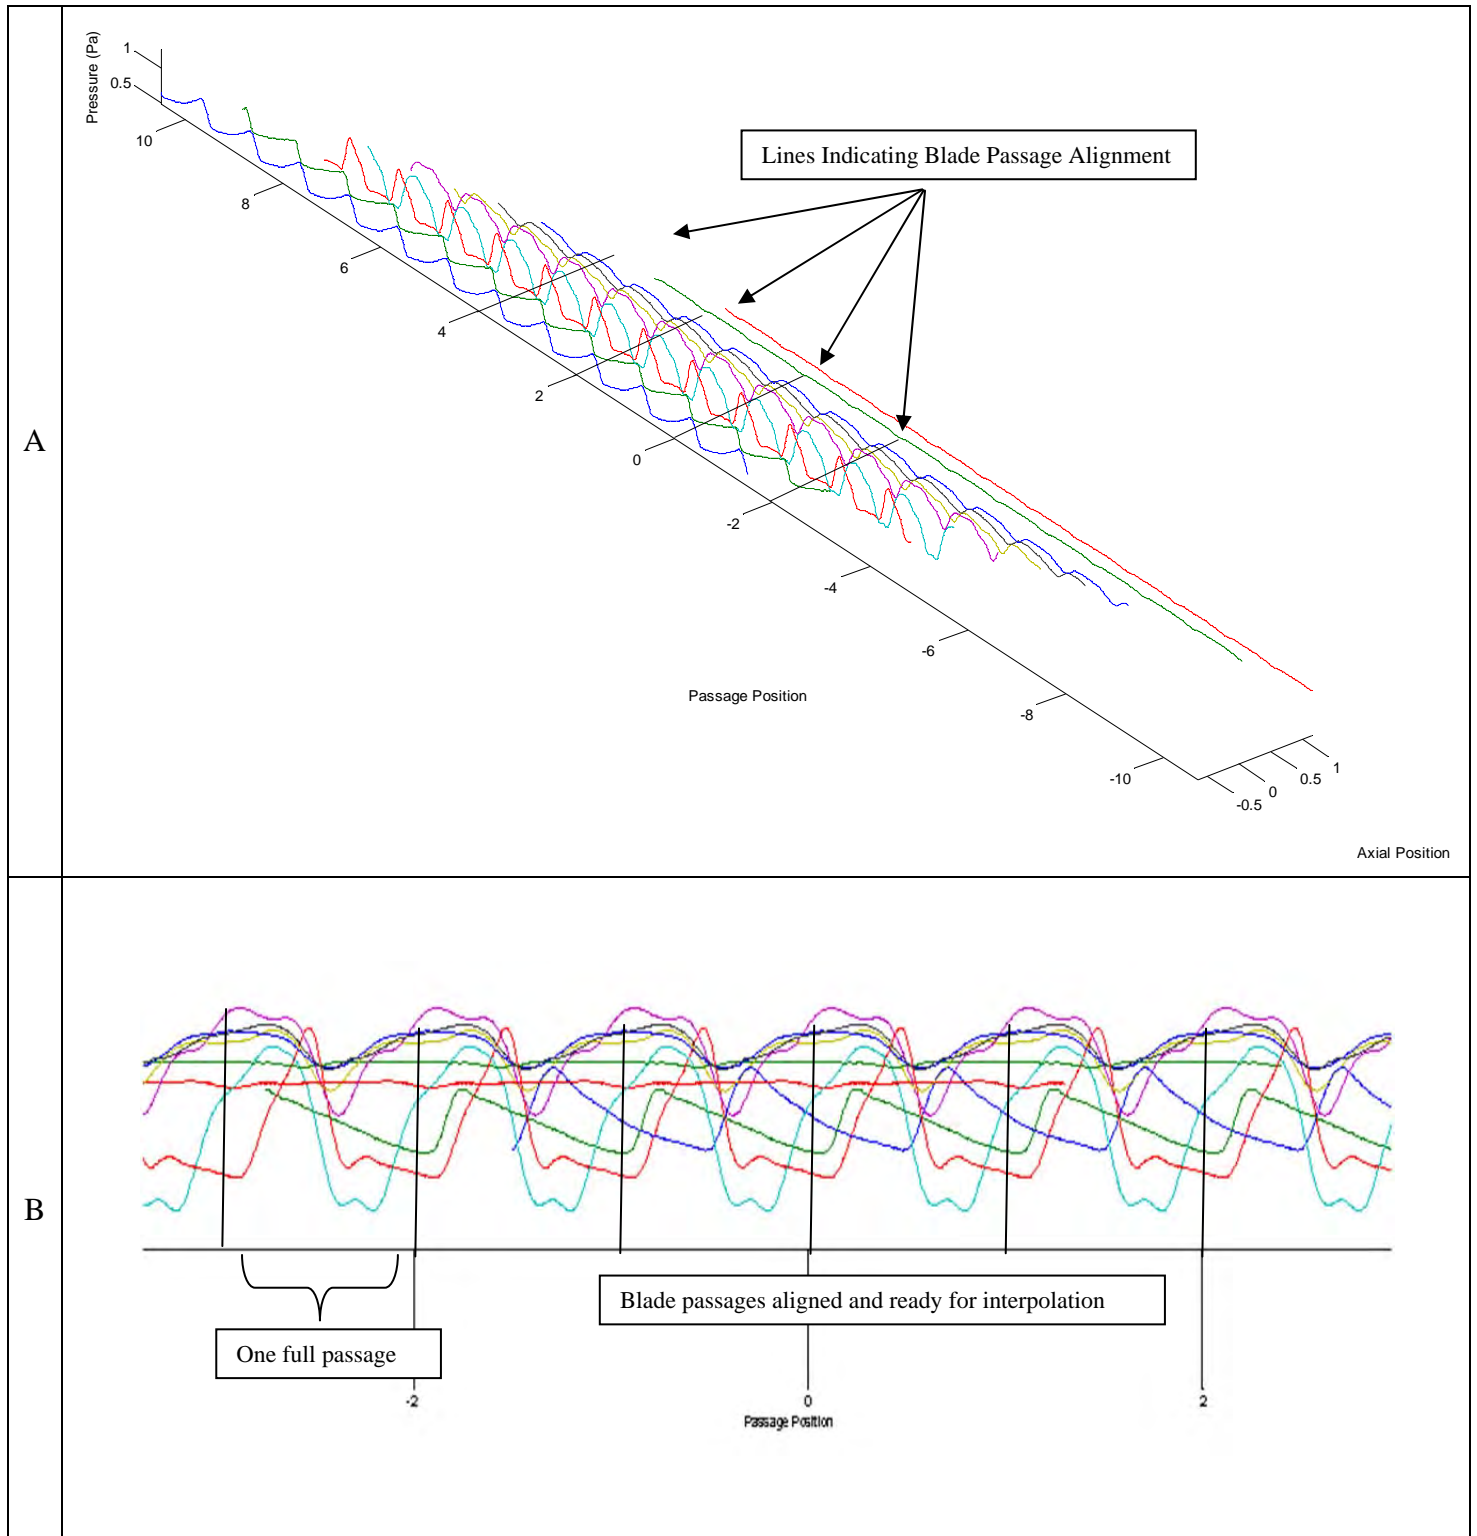 A
Pressure (Pa)
1
0.5
10
8
6
4
2
0
-2
-4
-6
-8
-10
Lines Indicating Blade Passage Alignment
Passage Position
-0.5
0
0.5
1
Axial Position
B
One full passage
Blade passages aligned and ready for interpolation
-2
0
2
Passage Position